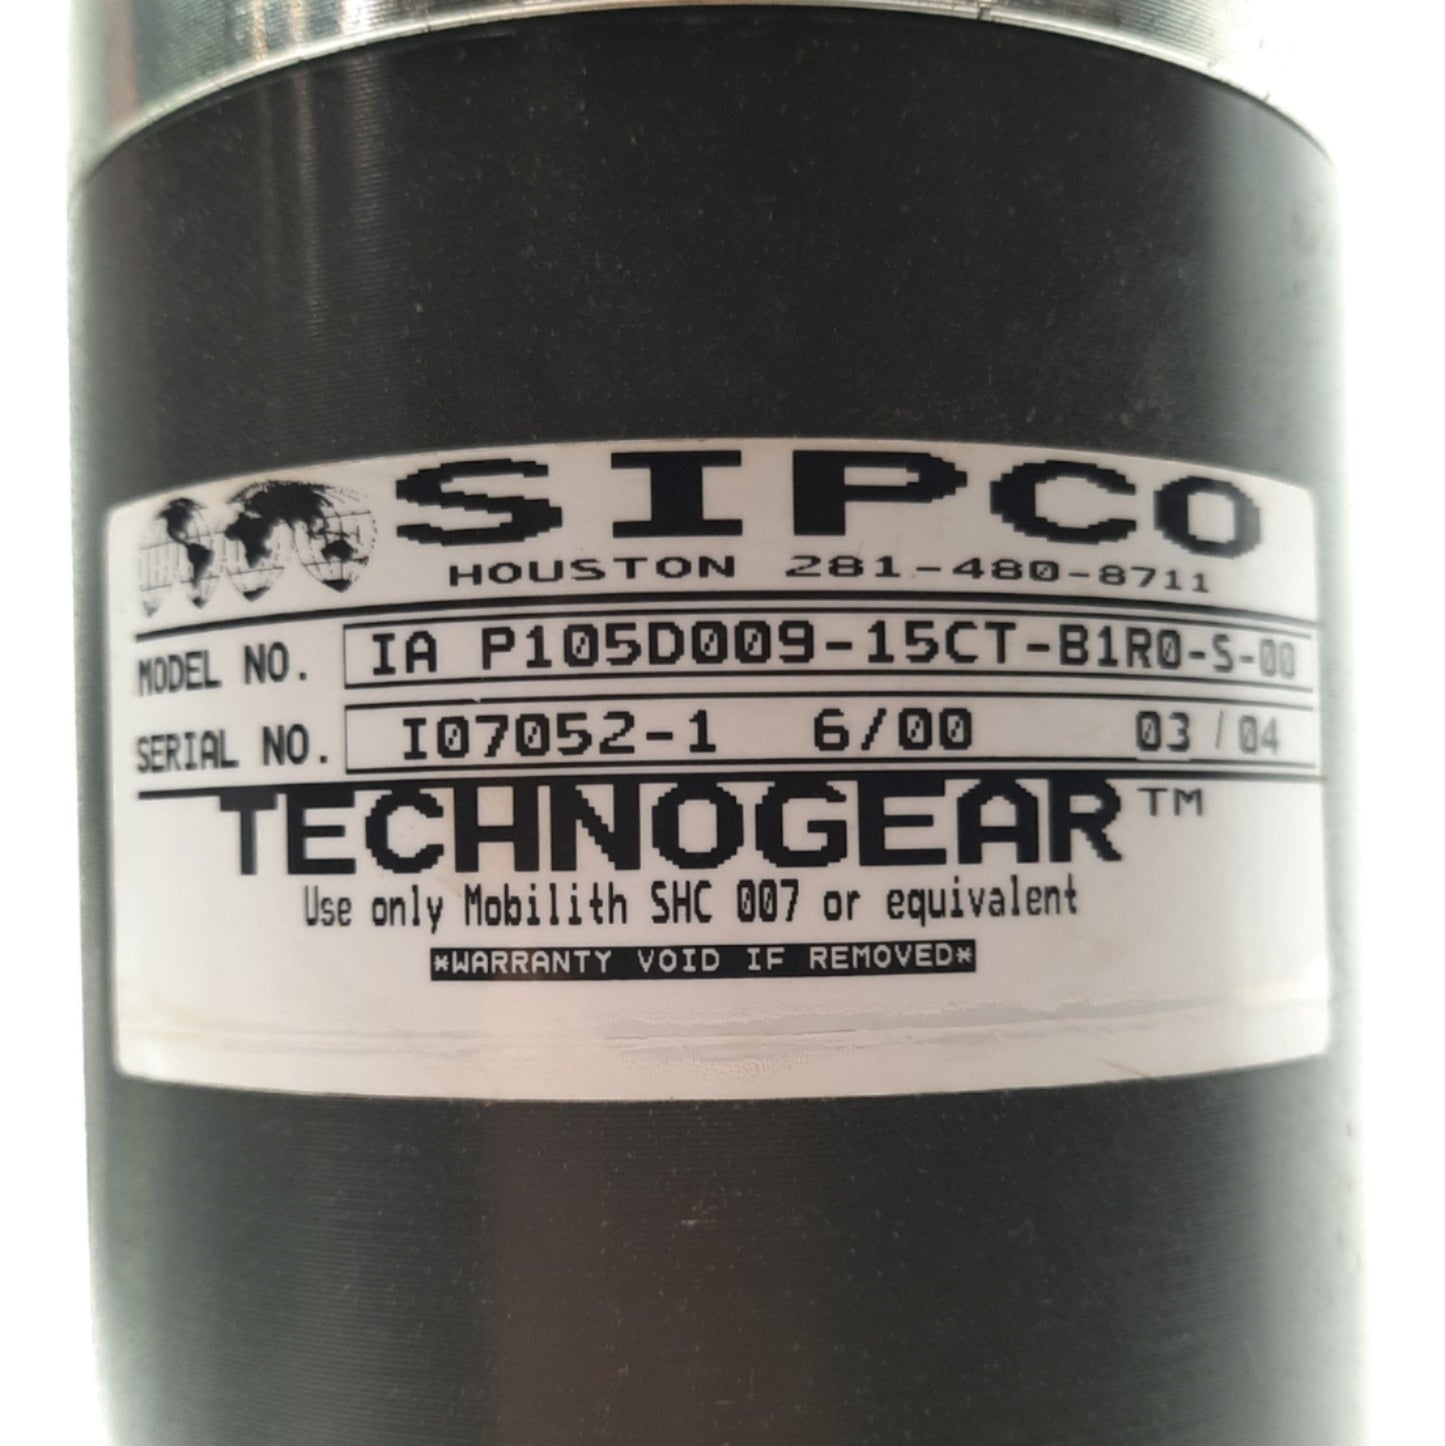 SIPCO
HOUSTON 281-480-8711
MODEL NO. IA P105D009-15CT-B1R0-S-00
SERIAL NO. I07052-1 6/00 03/04
TECHNOGEAR™
Use only Mobilith SHC 007 or equivalent
*WARRANTY VOID IF REMOVED*